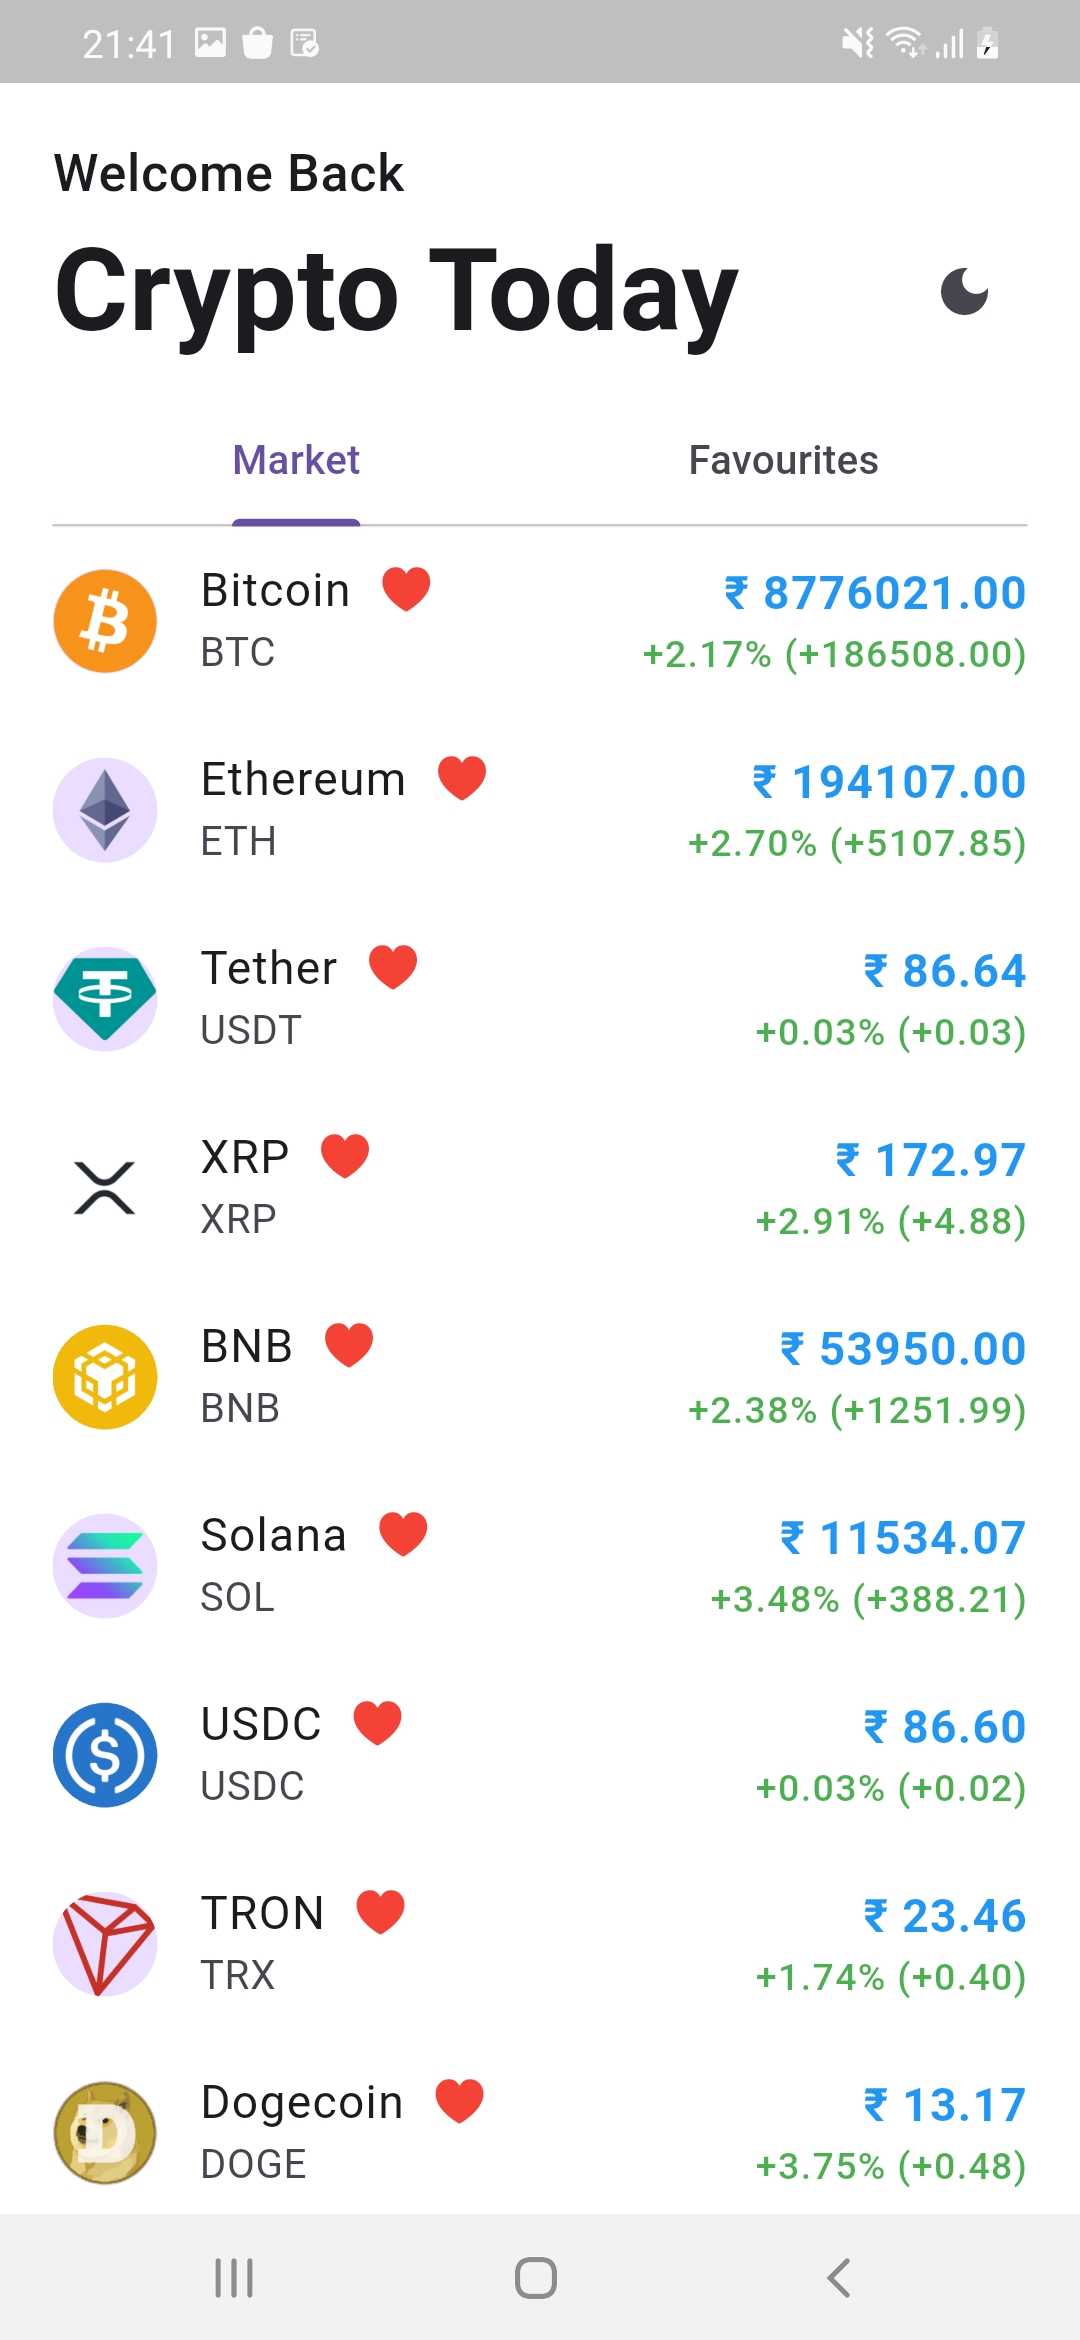 21:41
Welcome Back
Crypto Today
Market Favourites
Bitcoin ₹ 8776021.00
BTC +2.17% (+186508.00)
Ethereum ₹ 194107.00
ETH +2.70% (+5107.85)
Tether ₹ 86.64
USDT +0.03% (+0.03)
XRP ₹ 172.97
XRP +2.91% (+4.88)
BNB ₹ 53950.00
BNB +2.38% (+1251.99)
Solana ₹ 11534.07
SOL +3.48% (+388.21)
USDC ₹ 86.60
USDC +0.03% (+0.02)
TRON ₹ 23.46
TRX +1.74% (+0.40)
Dogecoin ₹ 13.17
DOGE +3.75% (+0.48)